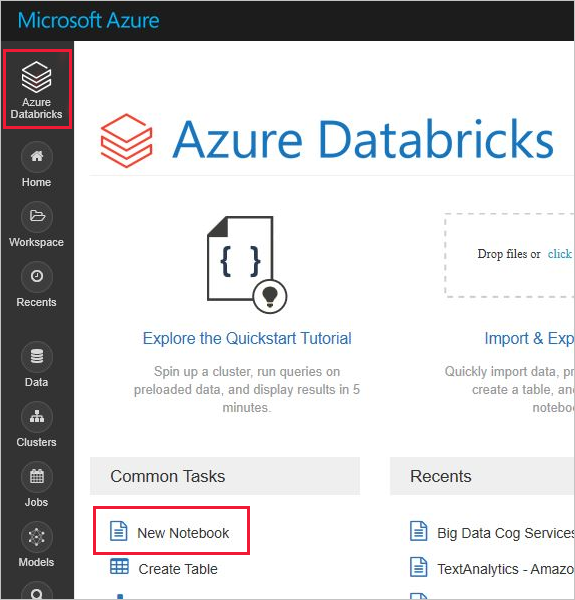 Microsoft Azure
Azure
Databricks
Home
Workspace
Recents
Data
Clusters
Jobs
Models
Azure Databricks
{ }
Explore the Quickstart Tutorial
Spin up a cluster, run queries on
preloaded data, and display results in 5
minutes.
Drop files or click
Import & Exp
Quickly import data, pr
create a table, an
notebo
Common Tasks
New Notebook
Create Table
Recents
Big Data Cog Services
TextAnalytics - Amazo